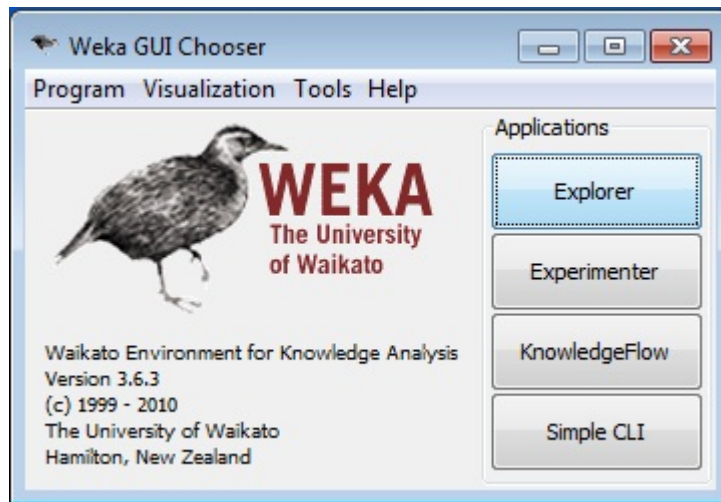 Weka GUI Chooser
Program Visualization Tools Help
WEKA
The University
of Waikato
Waikato Environment for Knowledge Analysis
Version 3.6.3
(c) 1999 - 2010
The University of Waikato
Hamilton, New Zealand
Applications
Explorer
Experimenter
KnowledgeFlow
Simple CLI